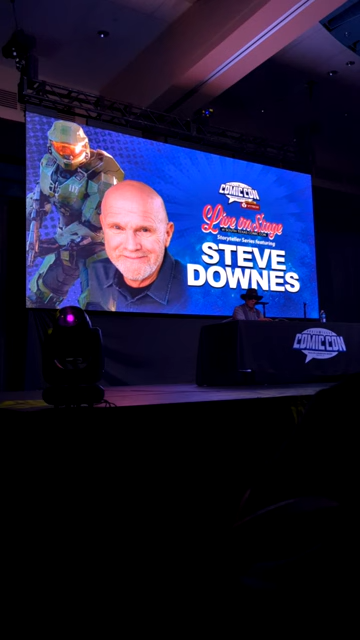 COMIC CON
Live on Stage
Storyteller Series featuring
STEVE
DOWNES
COMIC CON